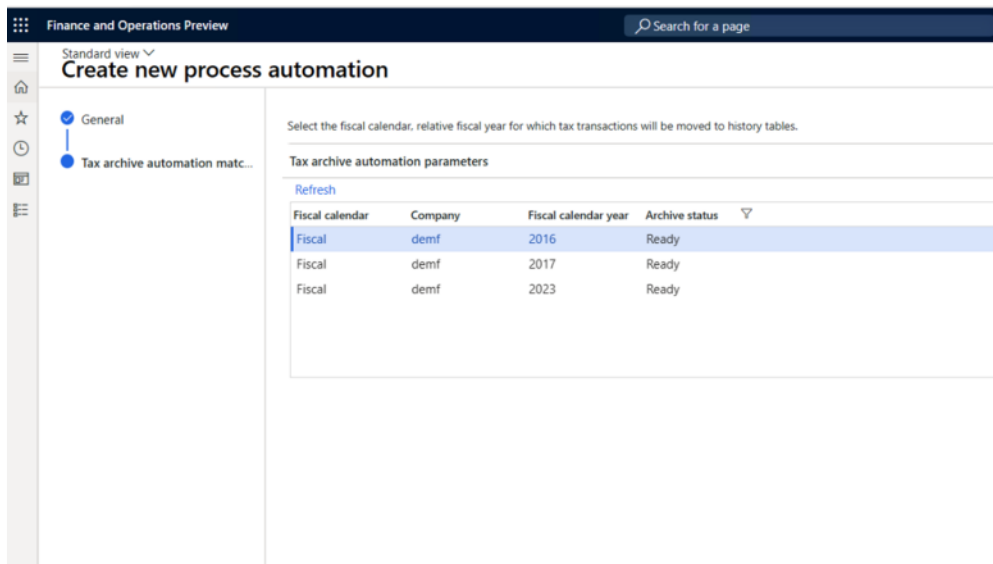 Finance and Operations Preview
Search for a page
Standard view
Create new process automation
General
Tax archive automation matc...
Select the fiscal calendar, relative fiscal year for which tax transactions will be moved to history tables.
Tax archive automation parameters
Refresh
Fiscal calendar Company Fiscal calendar year Archive status
Fiscal demf 2016 Ready
Fiscal demf 2017 Ready
Fiscal demf 2023 Ready